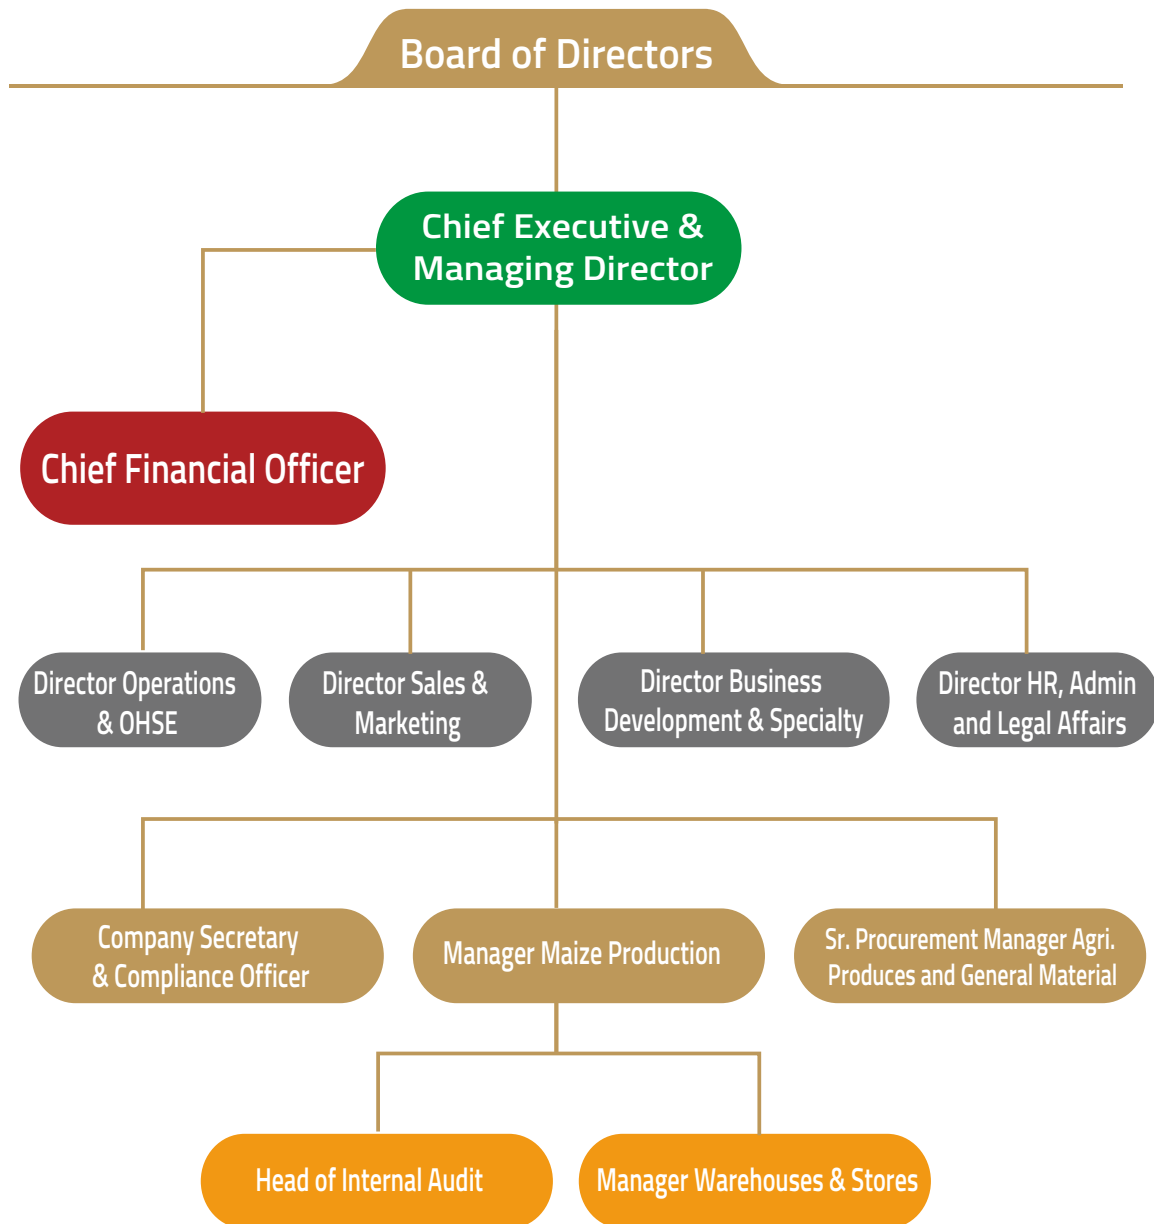 Board of Directors
Chief Executive &
Managing Director
Chief Financial Officer
Director Operations
& OHSE
Director Sales &
Marketing
Director Business
Development & Specialty
Director HR, Admin
and Legal Affairs
Company Secretary
& Compliance Officer
Manager Maize Production
Sr. Procurement Manager Agri.
Produces and General Material
Head of Internal Audit
Manager Warehouses & Stores